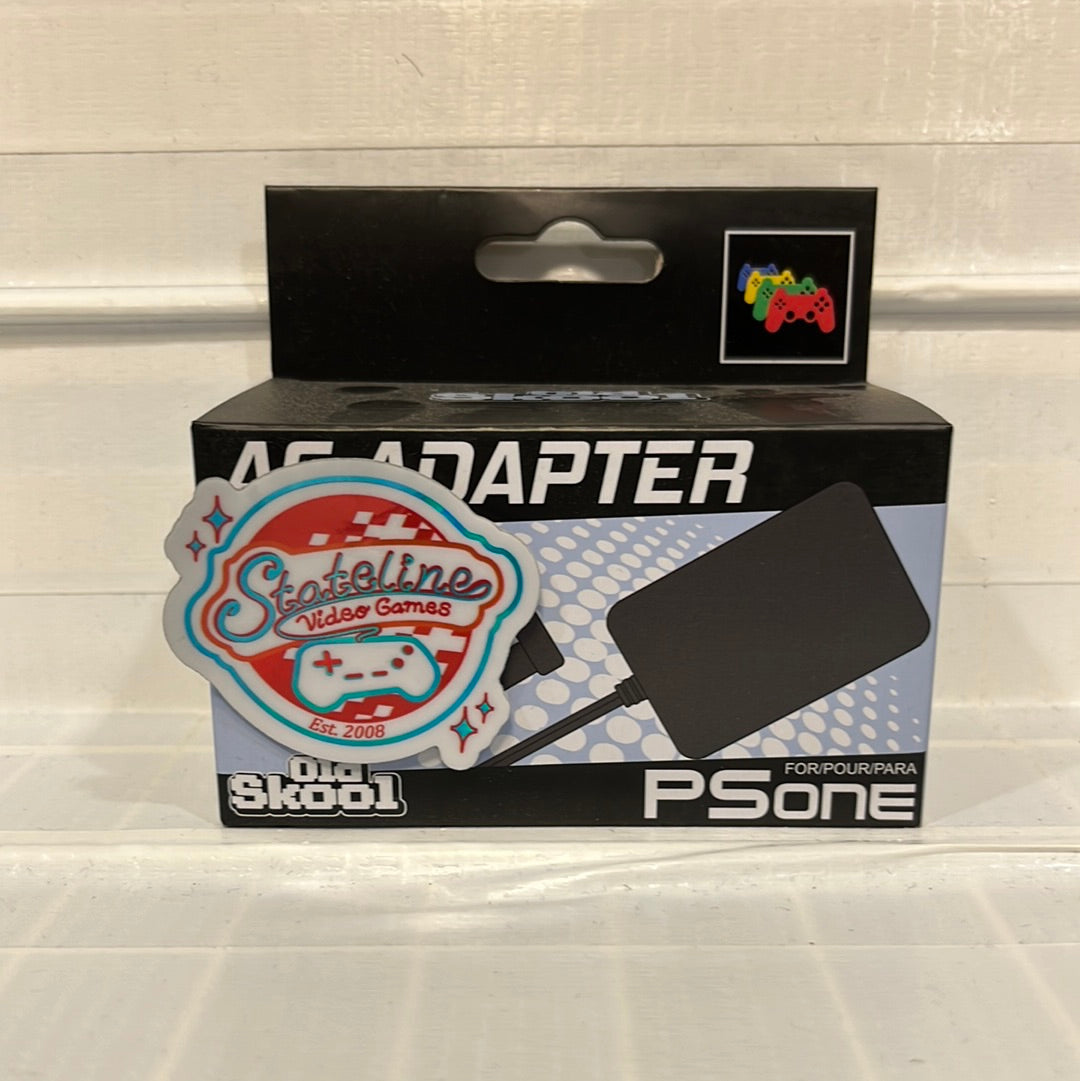 Old
Skool
AC ADAPTER
Stateline
Video Games
Est. 2008
Old
Skool
FOR/POUR/PARA
PSONE